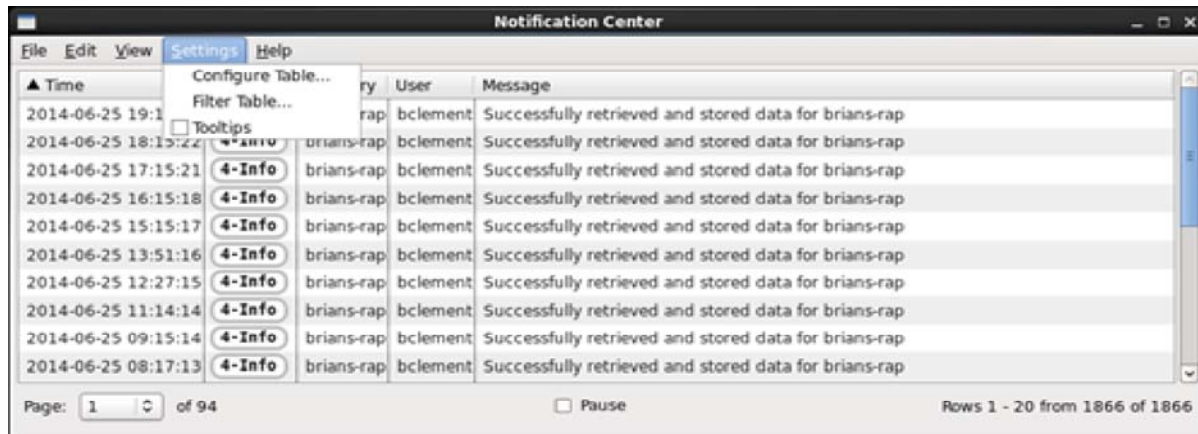 Notification Center
File Edit View Settings Help
Configure Table...
Filter Table...
Tooltips
▲ Time ry User Message
2014-06-25 19:1 rap bclement Successfully retrieved and stored data for brians-rap
2014-06-25 18:15:22 4-Info brians-rap bclement Successfully retrieved and stored data for brians-rap
2014-06-25 17:15:21 4-Info brians-rap bclement Successfully retrieved and stored data for brians-rap
2014-06-25 16:15:18 4-Info brians-rap bclement Successfully retrieved and stored data for brians-rap
2014-06-25 15:15:17 4-Info brians-rap bclement Successfully retrieved and stored data for brians-rap
2014-06-25 13:51:16 4-Info brians-rap bclement Successfully retrieved and stored data for brians-rap
2014-06-25 12:27:15 4-Info brians-rap bclement Successfully retrieved and stored data for brians-rap
2014-06-25 11:14:14 4-Info brians-rap bclement Successfully retrieved and stored data for brians-rap
2014-06-25 09:15:14 4-Info brians-rap bclement Successfully retrieved and stored data for brians-rap
2014-06-25 08:17:13 4-Info brians-rap bclement Successfully retrieved and stored data for brians-rap
Page: 1 of 94 Pause Rows 1 - 20 from 1866 of 1866